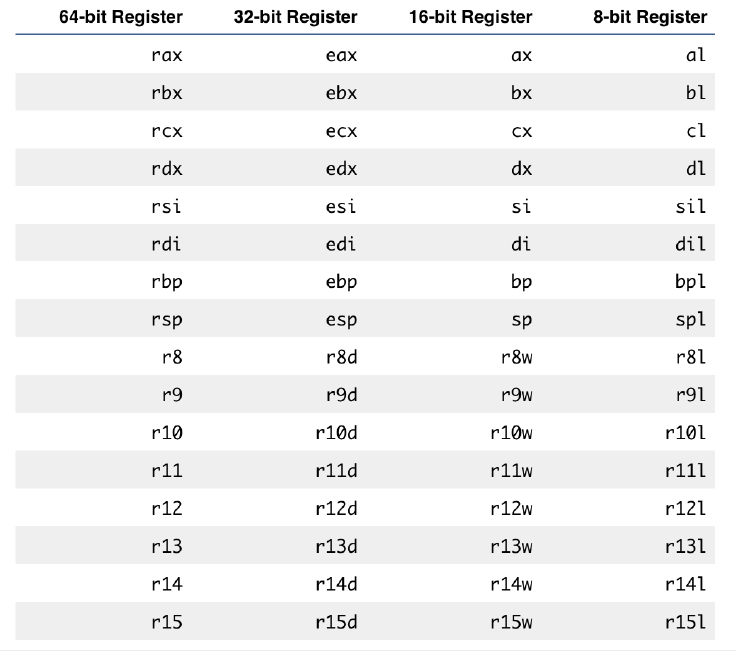 64-bit Register 32-bit Register 16-bit Register 8-bit Register
rax eax ax al
rbx ebx bx bl
rcx ecx cx cl
rdx edx dx dl
rsi esi si sil
rdi edi di dil
rbp ebp bp bpl
rsp esp sp spl
r8 r8d r8w r8l
r9 r9d r9w r9l
r10 r10d r10w r10l
r11 r11d r11w r11l
r12 r12d r12w r12l
r13 r13d r13w r13l
r14 r14d r14w r14l
r15 r15d r15w r15l